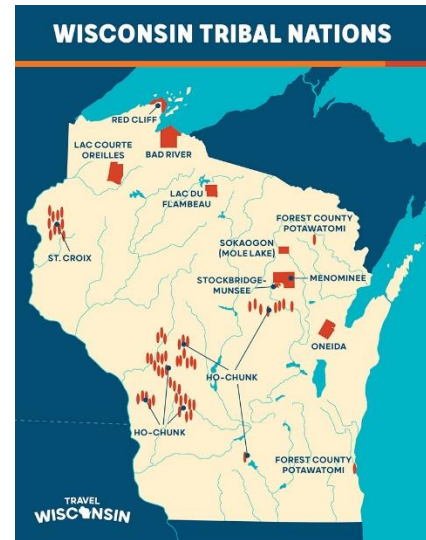 WISCONSIN TRIBAL NATIONS
RED CLIFF
LAC COURTE
OREILLES
BAD RIVER
LAC DU
FLAMBEAU
FOREST COUNTY
POTAWATOMI
SOKAOGON
(MOLE LAKE)
ST. CROIX
STOCKBRIDGE-
MUNSEE
MENOMINEE
ONEIDA
HO-CHUNK
HO-CHUNK
FOREST COUNTY
POTAWATOMI
TRAVEL
WISCONSIN